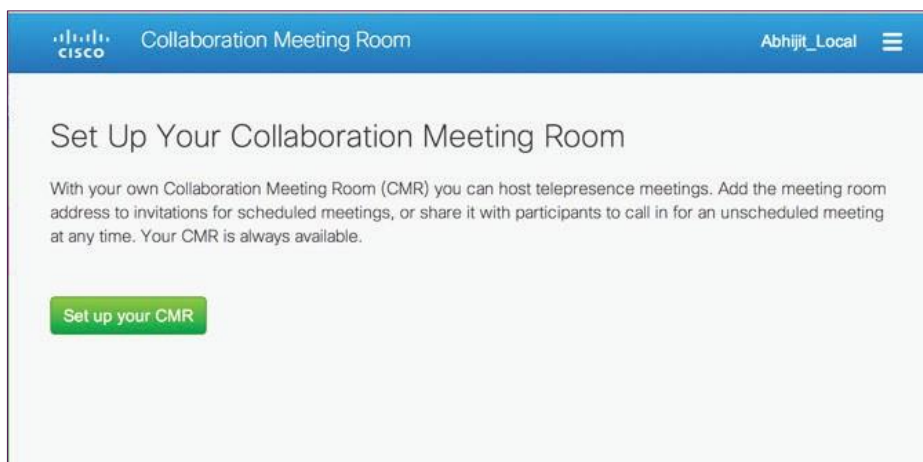 CISCO Collaboration Meeting Room Abhijit_Local
Set Up Your Collaboration Meeting Room
With your own Collaboration Meeting Room (CMR) you can host telepresence meetings. Add the meeting room
address to invitations for scheduled meetings, or share it with participants to call in for an unscheduled meeting
at any time. Your CMR is always available.
Set up your CMR